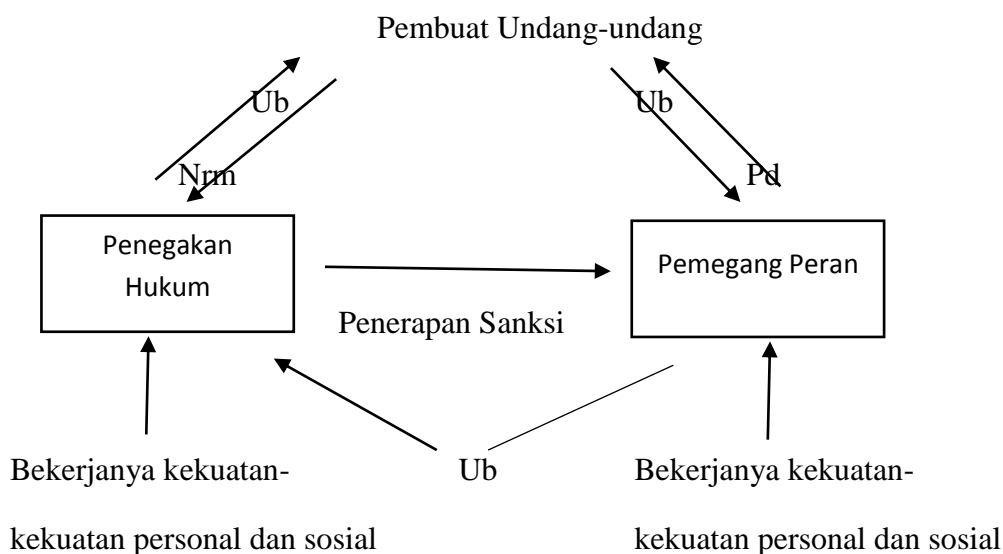 Pembuat Undang-undang
Ub
Ub
Nrm
Pd
Penegakan
Hukum
Pemegang Peran
Penerapan Sanksi
Bekerjanya kekuatan-
kekuatan personal dan sosial
Ub
Bekerjanya kekuatan-
kekuatan personal dan sosial